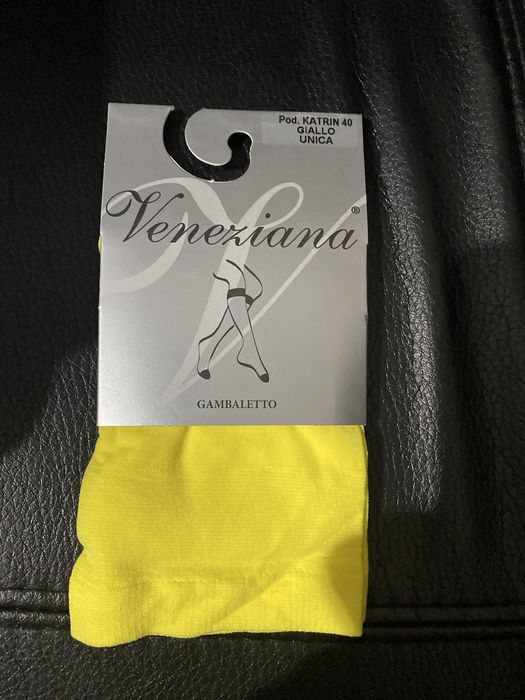 Pod. KATRIN 40
GIALLO
UNICA
Veneziana®
GAMBALETTO